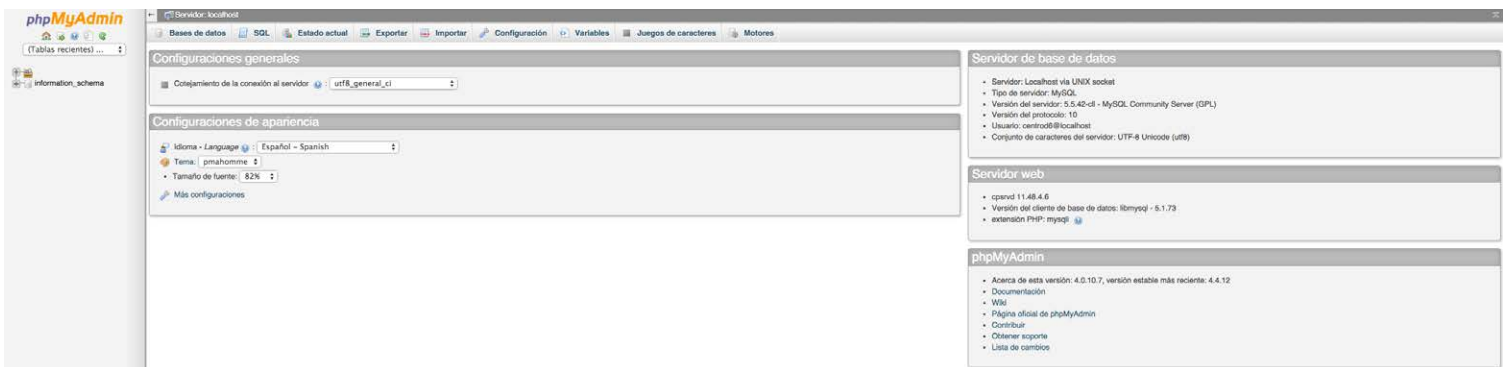 phpMyAdmin
(Tablas recientes) ...
information_schema
Servidor: localhost
Bases de datos SQL Estado actual Exportar Importar Configuración Variables Juegos de caracteres Motores
Configuraciones generales
Cotejamiento de la conexión al servidor : utf8_general_ci
Configuraciones de apariencia
Idioma - Language : Español - Spanish
Tema: pmahomme
Tamaño de fuente: 82%
Más configuraciones
Servidor de base de datos
Servidor: Localhost via UNIX socket
Tipo de servidor: MySQL
Versión del servidor: 5.5.42-cll - MySQL Community Server (GPL)
Versión del protocolo: 10
Usuario: centrod6@localhost
Conjunto de caracteres del servidor: UTF-8 Unicode (utf8)
Servidor web
cpsrvd 11.48.4.6
Versión del cliente de base de datos: libmysql - 5.1.73
extensión PHP: mysqli
phpMyAdmin
Acerca de esta versión: 4.0.10.7, versión estable más reciente: 4.4.12
Documentación
Wiki
Página oficial de phpMyAdmin
Contribuir
Obtener soporte
Lista de cambios